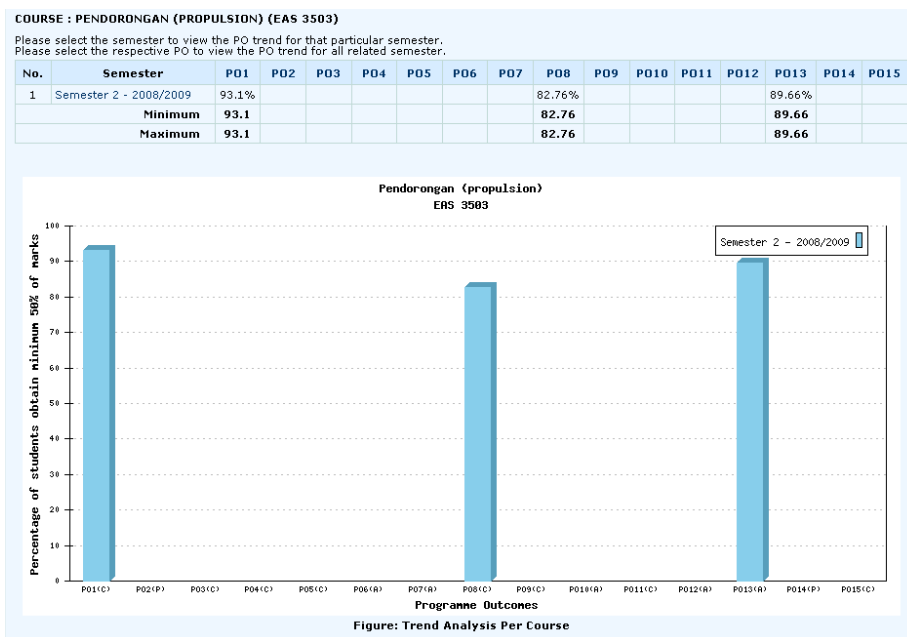 COURSE : PENDORONGAN (PROPULSION) (EAS 3503)
Please select the semester to view the PO trend for that particular semester.
Please select the respective PO to view the PO trend for all related semester.
No. Semester PO1 PO2 PO3 PO4 PO5 PO6 PO7 PO8 PO9 PO10 PO11 PO12 PO13 PO14 PO15
1 Semester 2 - 2008/2009 93.1% 82.76% 89.66%
Minimum 93.1 82.76 89.66
Maximum 93.1 82.76 89.66
Pendorongan (propulsion)
EAS 3503
Semester 2 - 2008/2009
Percentage of students obtain minimum 50% of marks
100
90
80
70
60
50
40
30
20
10
0
PO1(C) PO2(P) PO3(C) PO4(C) PO5(C) PO6(A) PO7(A) PO8(C) PO9(C) PO10(A) PO11(C) PO12(A) PO13(A) PO14(P) PO15(C)
Programme Outcomes
Figure: Trend Analysis Per Course